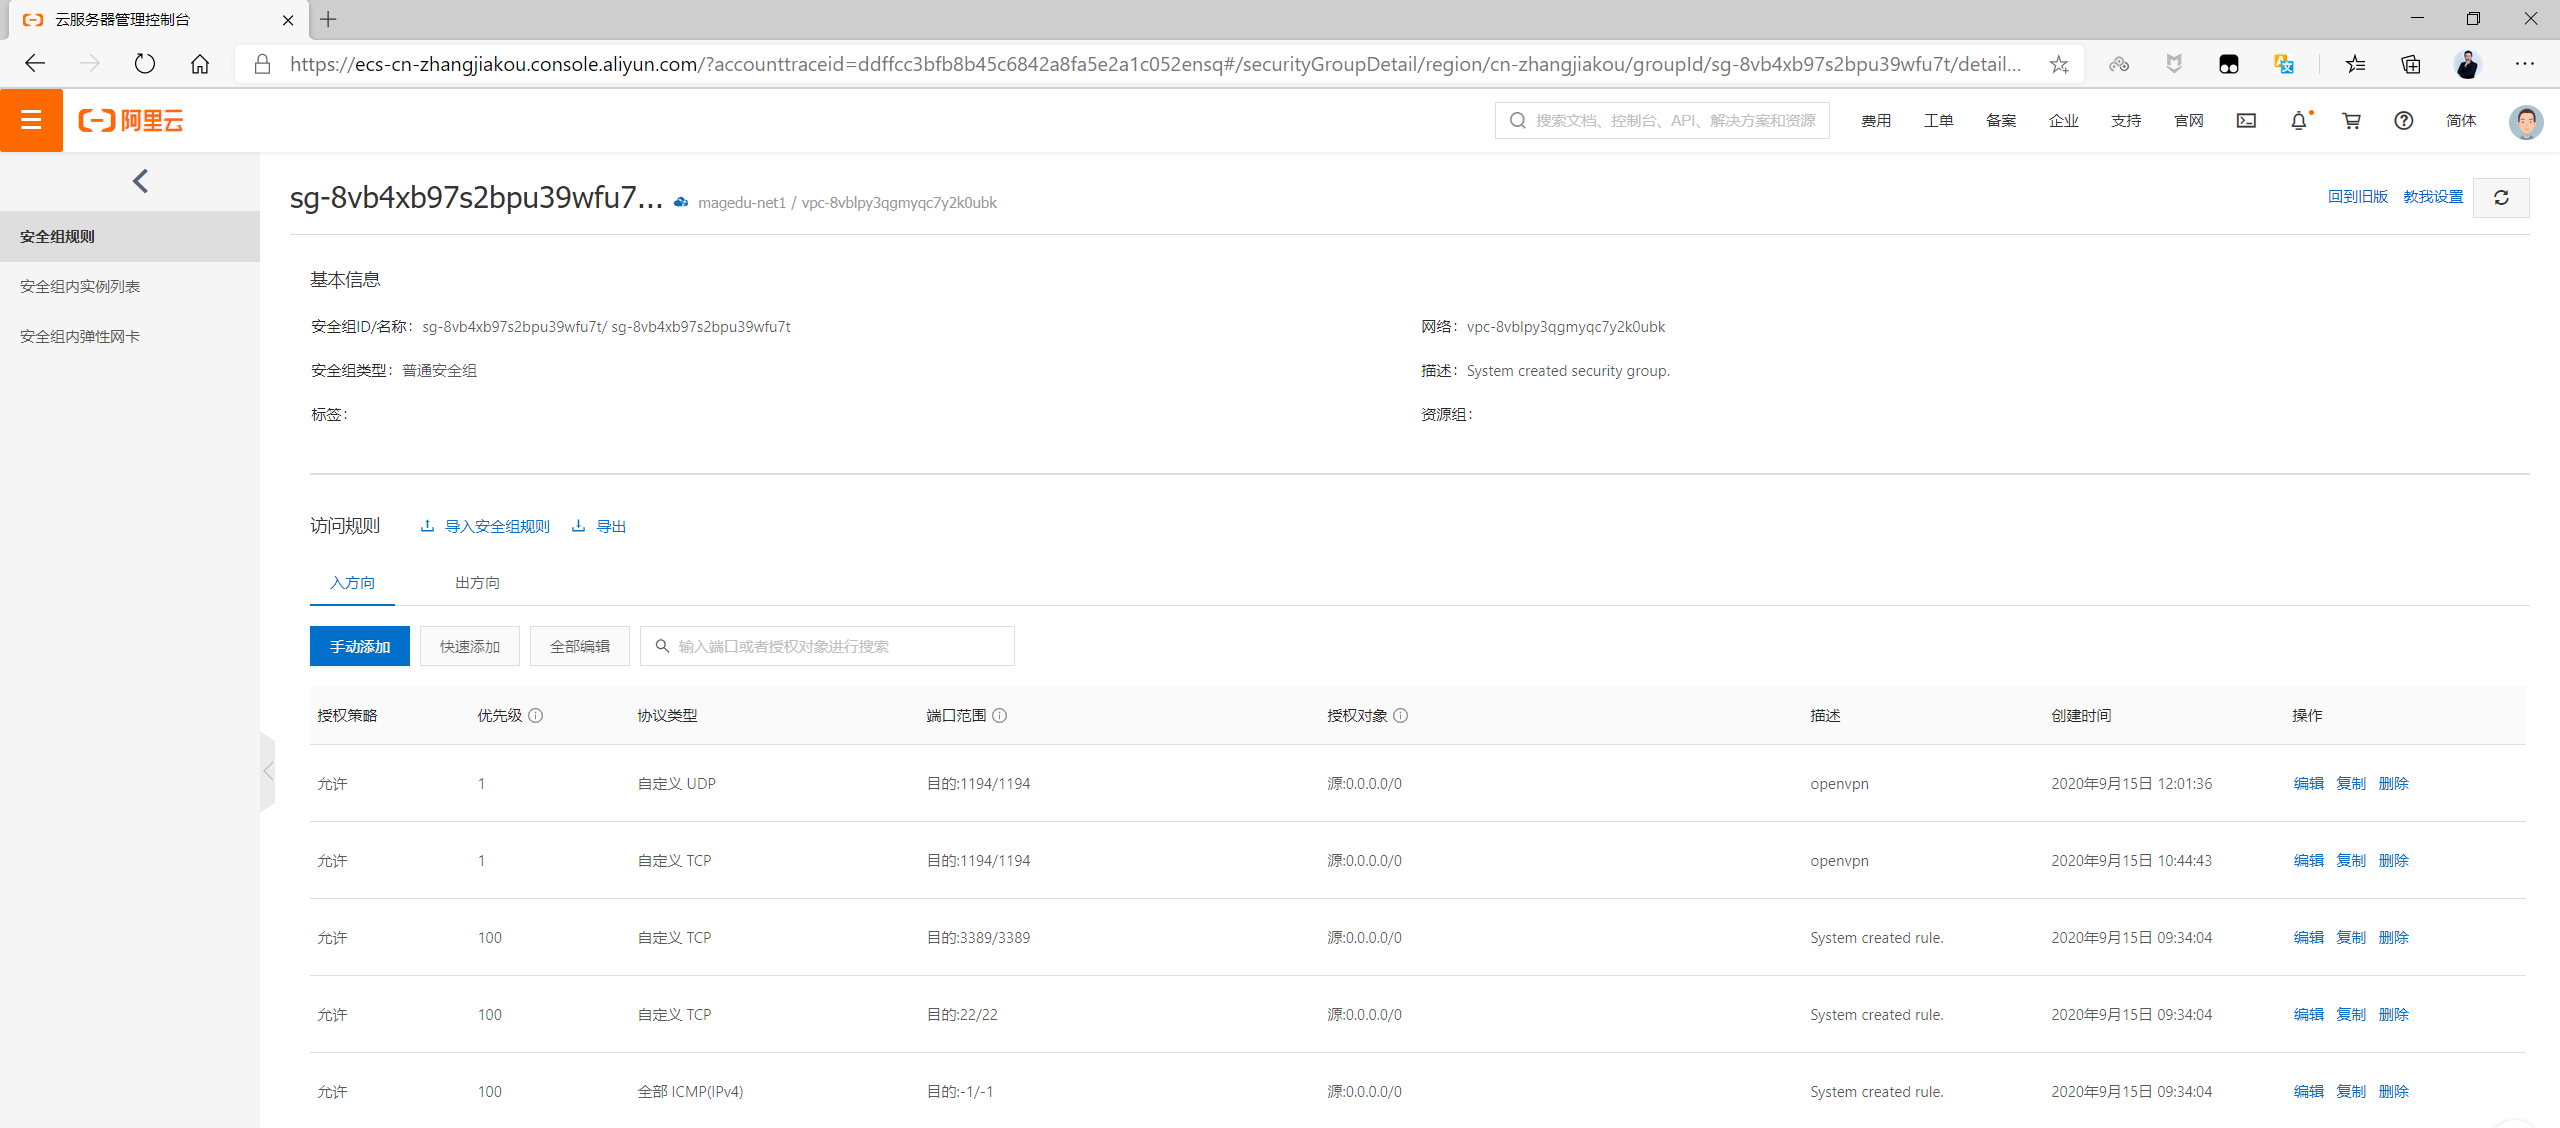 云服务器管理控制台
https://ecs-cn-zhangjiakou.console.aliyun.com/?accounttraceid=ddffcc3bfb8b45c6842a8fa5e2a1c052ensq#/securityGroupDetail/region/cn-zhangjiakou/groupId/sg-8vb4xb97s2bpu39wfu7t/detail...
阿里云 搜索文档、控制台、API、解决方案和资源 费用 工单 备案 企业 支持 官网 简体
sg-8vb4xb97s2bpu39wfu7... magedu-net1 / vpc-8vblpy3qgmyqc7y2k0ubk 回到旧版 教我设置
安全组规则
安全组内实例列表
安全组内弹性网卡
基本信息
安全组ID/名称：sg-8vb4xb97s2bpu39wfu7t/ sg-8vb4xb97s2bpu39wfu7t 网络：vpc-8vblpy3qgmyqc7y2k0ubk
安全组类型：普通安全组 描述：System created security group.
标签： 资源组：
访问规则 导入安全组规则 导出
入方向 出方向
手动添加 快速添加 全部编辑 输入端口或者授权对象进行搜索
授权策略 优先级 协议类型 端口范围 授权对象 描述 创建时间 操作
允许 1 自定义 UDP 目的:1194/1194 源:0.0.0.0/0 openvpn 2020年9月15日 12:01:36 编辑 复制 删除
允许 1 自定义 TCP 目的:1194/1194 源:0.0.0.0/0 openvpn 2020年9月15日 10:44:43 编辑 复制 删除
允许 100 自定义 TCP 目的:3389/3389 源:0.0.0.0/0 System created rule. 2020年9月15日 09:34:04 编辑 复制 删除
允许 100 自定义 TCP 目的:22/22 源:0.0.0.0/0 System created rule. 2020年9月15日 09:34:04 编辑 复制 删除
允许 100 全部 ICMP(IPv4) 目的:-1/-1 源:0.0.0.0/0 System created rule. 2020年9月15日 09:34:04 编辑 复制 删除